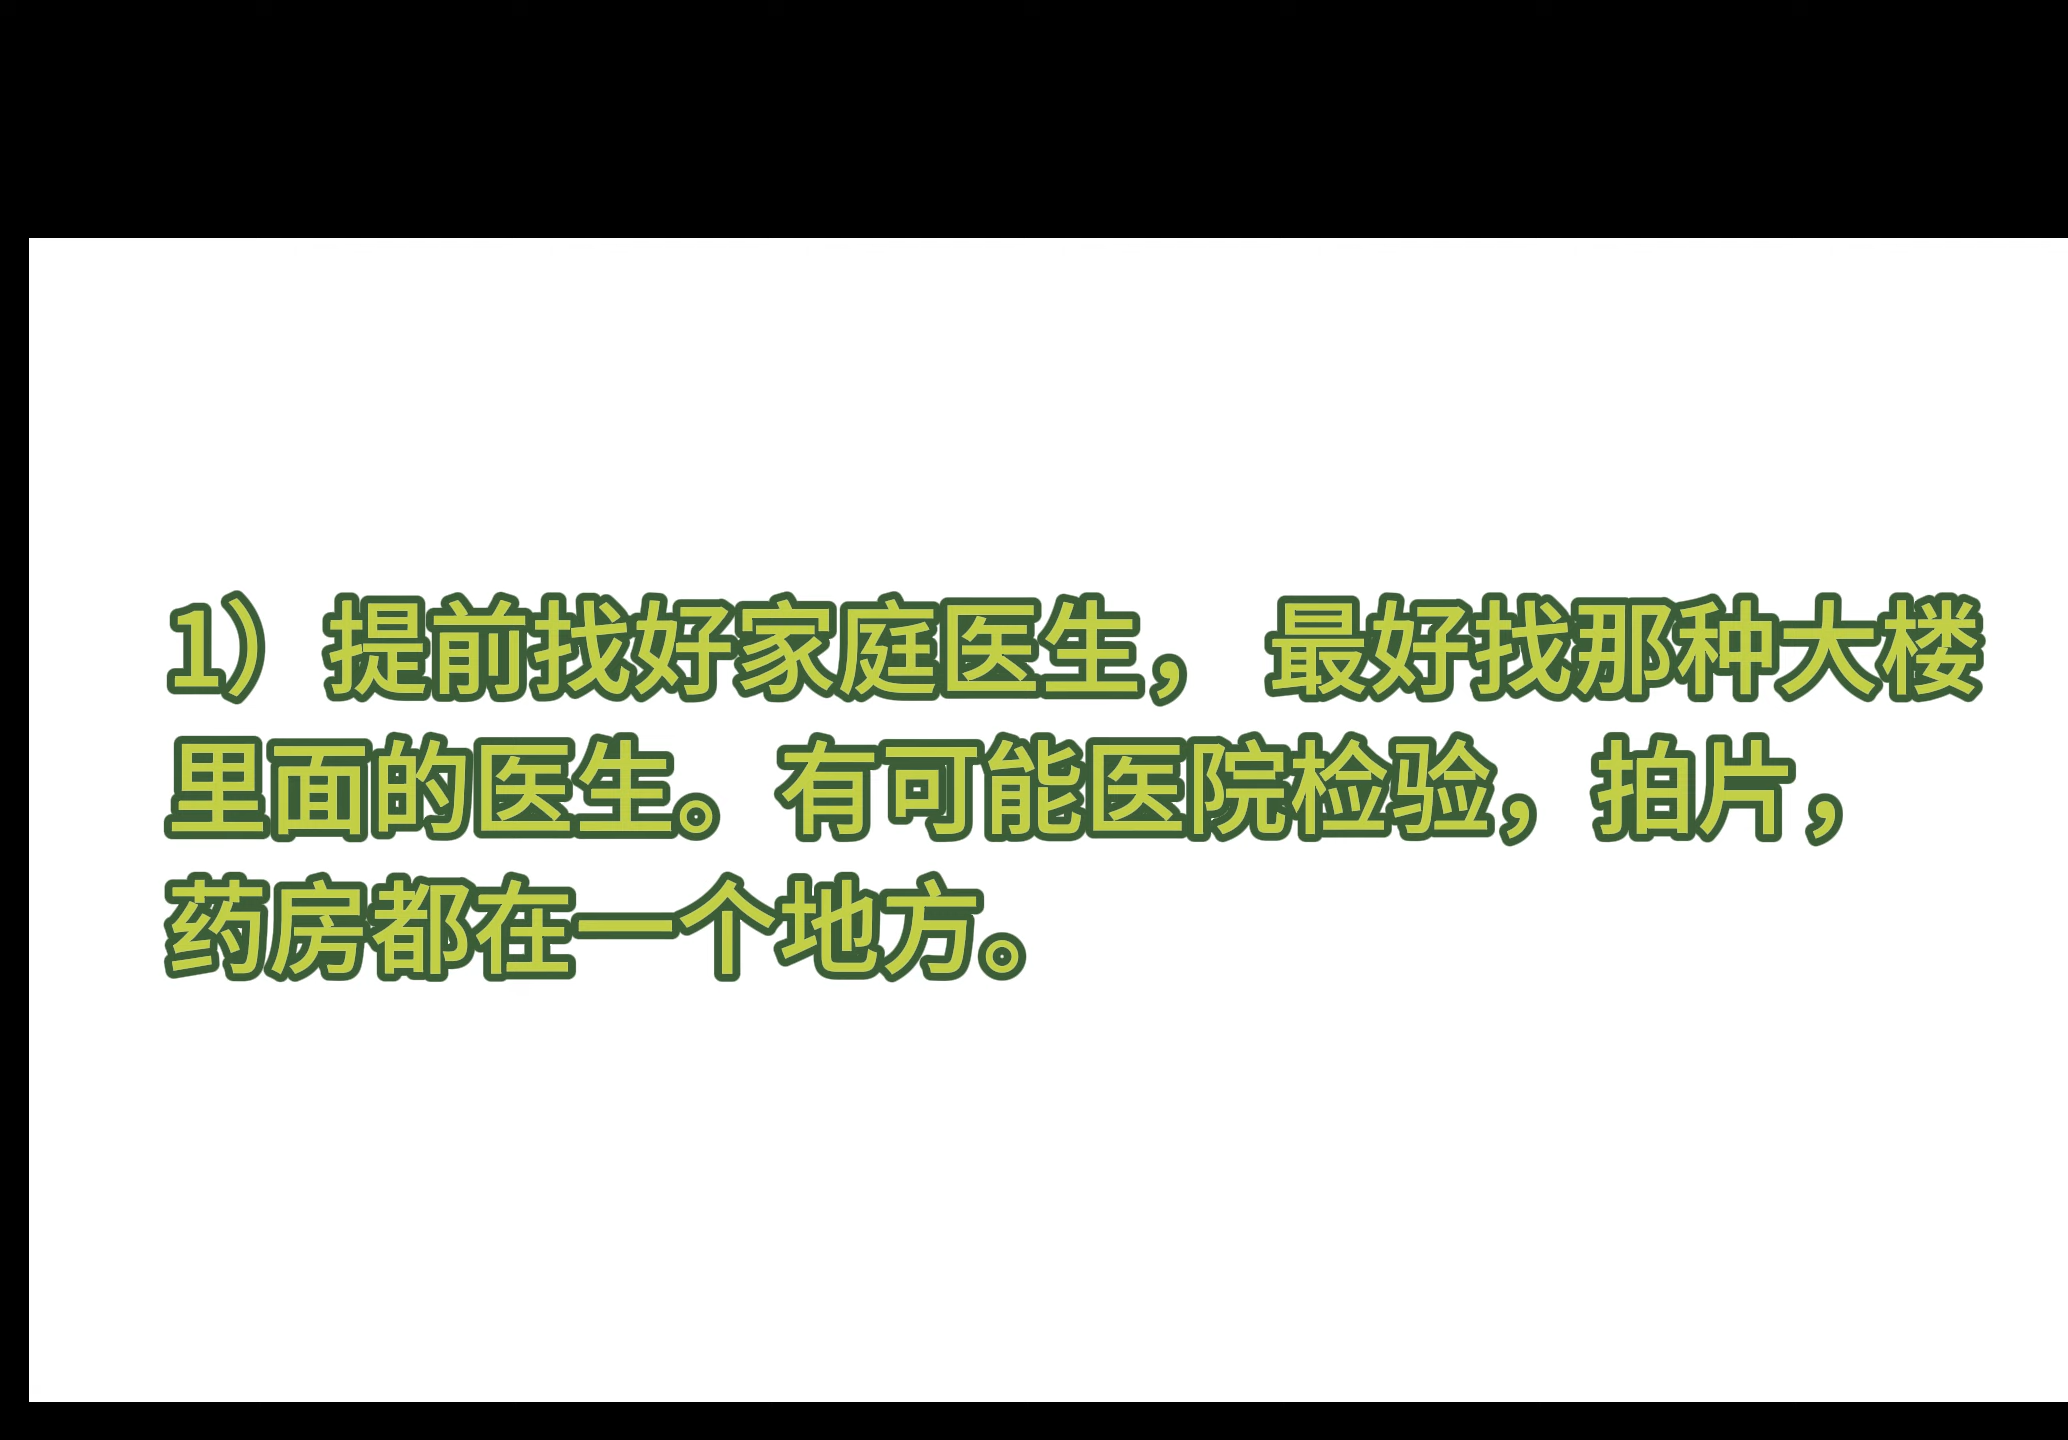 1） 提前找好家庭医生， 最好找那种大楼
里面的医生。有可能医院检验，拍片，
药房都在一个地方。